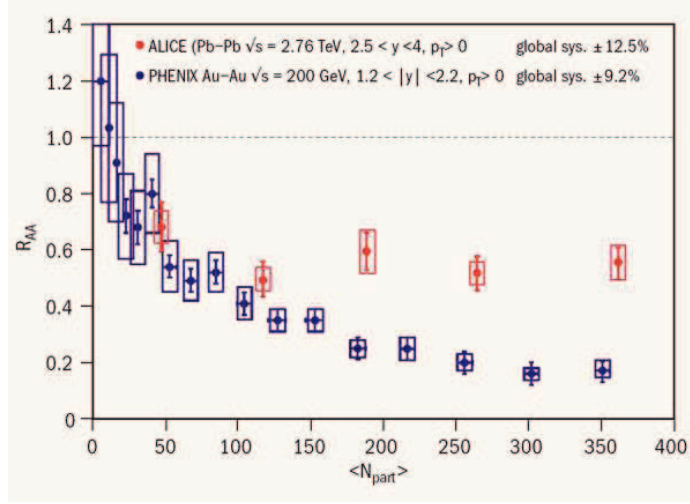 1.4
ALICE (Pb–Pb √s = 2.76 TeV, 2.5 < y <4, pT> 0 global sys. ±12.5%
PHENIX Au–Au √s = 200 GeV, 1.2 < |y| <2.2, pT> 0 global sys. ±9.2%
1.2
1.0
0.8
0.6
0.4
0.2
0
RAA
0 50 100 150 200 250 300 350 400
<Npart>